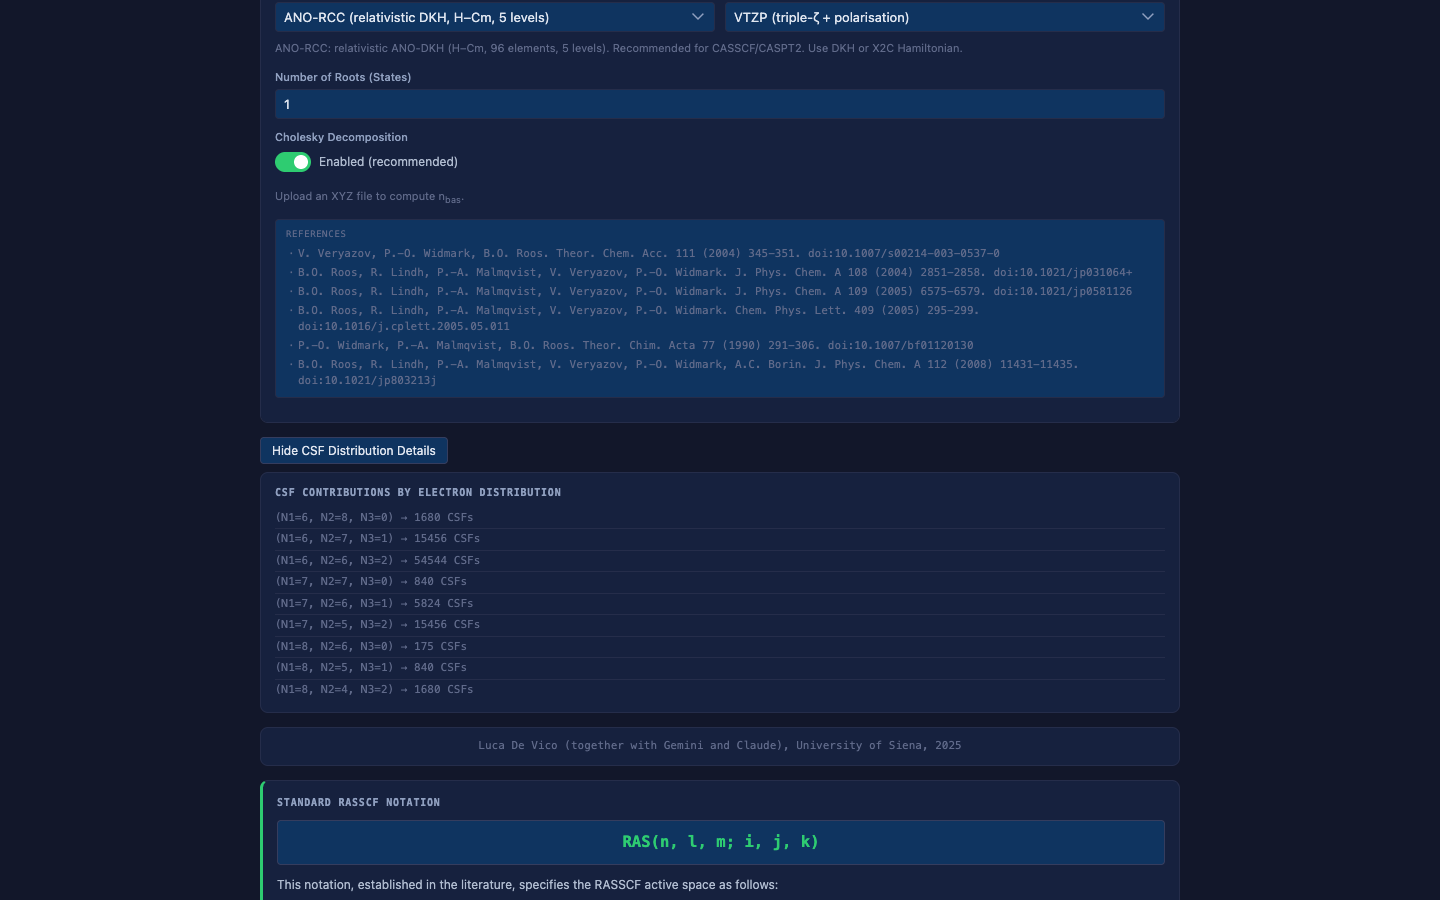 ANO-RCC (relativistic DKH, H–Cm, 5 levels)
VTZP (triple-ζ + polarisation)
ANO-RCC: relativistic ANO-DKH (H–Cm, 96 elements, 5 levels). Recommended for CASSCF/CASPT2. Use DKH or X2C Hamiltonian.
Number of Roots (States)
1
Cholesky Decomposition
Enabled (recommended)
Upload an XYZ file to compute nbas.
REFERENCES
· V. Veryazov, P.-O. Widmark, B.O. Roos. Theor. Chem. Acc. 111 (2004) 345–351. doi:10.1007/s00214-003-0537-0
· B.O. Roos, R. Lindh, P.-A. Malmqvist, V. Veryazov, P.-O. Widmark. J. Phys. Chem. A 108 (2004) 2851–2858. doi:10.1021/jp031064+
· B.O. Roos, R. Lindh, P.-A. Malmqvist, V. Veryazov, P.-O. Widmark. J. Phys. Chem. A 109 (2005) 6575–6579. doi:10.1021/jp0581126
· B.O. Roos, R. Lindh, P.-A. Malmqvist, V. Veryazov, P.-O. Widmark. Chem. Phys. Lett. 409 (2005) 295–299.
doi:10.1016/j.cplett.2005.05.011
· P.-O. Widmark, P.-A. Malmqvist, B.O. Roos. Theor. Chim. Acta 77 (1990) 291–306. doi:10.1007/bf01120130
· B.O. Roos, R. Lindh, P.-A. Malmqvist, V. Veryazov, P.-O. Widmark, A.C. Borin. J. Phys. Chem. A 112 (2008) 11431–11435.
doi:10.1021/jp803213j
Hide CSF Distribution Details
CSF CONTRIBUTIONS BY ELECTRON DISTRIBUTION
(N1=6, N2=8, N3=0) → 1680 CSFs
(N1=6, N2=7, N3=1) → 15456 CSFs
(N1=6, N2=6, N3=2) → 54544 CSFs
(N1=7, N2=7, N3=0) → 840 CSFs
(N1=7, N2=6, N3=1) → 5824 CSFs
(N1=7, N2=5, N3=2) → 15456 CSFs
(N1=8, N2=6, N3=0) → 175 CSFs
(N1=8, N2=5, N3=1) → 840 CSFs
(N1=8, N2=4, N3=2) → 1680 CSFs
Luca De Vico (together with Gemini and Claude), University of Siena, 2025
STANDARD RASSCF NOTATION
RAS(n, l, m; i, j, k)
This notation, established in the literature, specifies the RASSCF active space as follows: